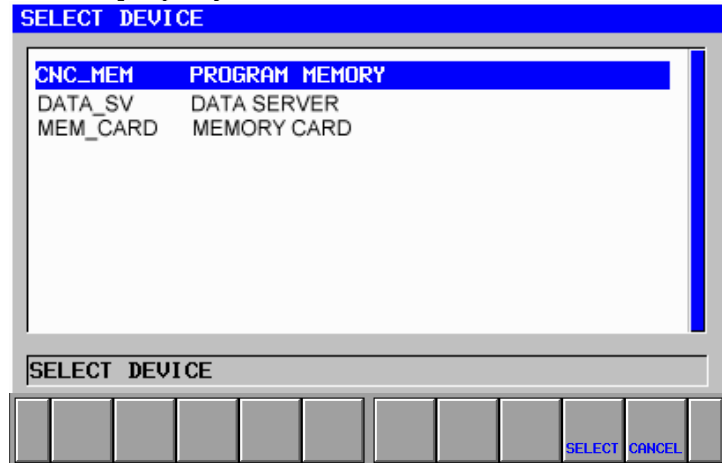 SELECT DEVICE
CNC_MEM PROGRAM MEMORY
DATA_SV DATA SERVER
MEM_CARD MEMORY CARD
SELECT DEVICE
SELECT CANCEL